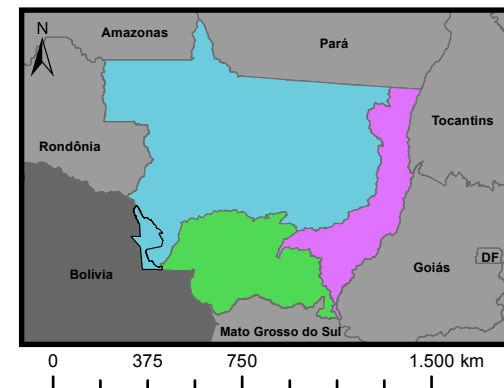 N
Amazonas
Pará
Tocantins
Rondônia
Bolívia
Goiás
DF
Mato Grosso do Sul
0 375 750 1.500 km